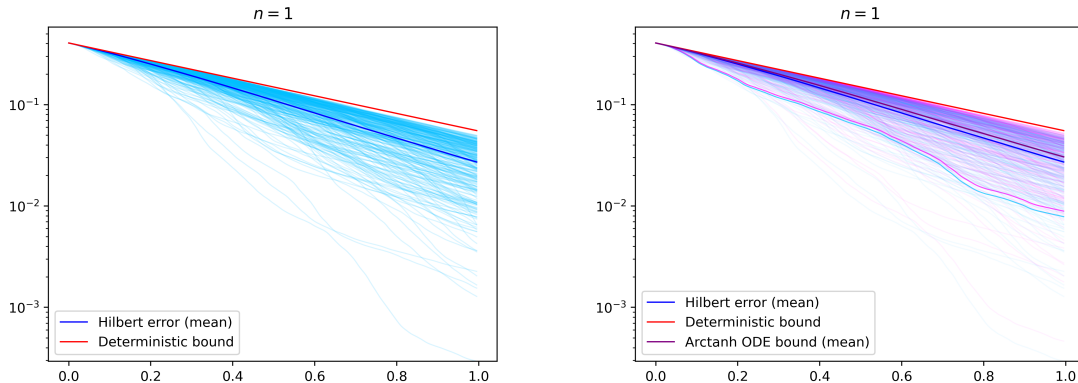 n = 1
10⁻¹
10⁻²
10⁻³
0.0 0.2 0.4 0.6 0.8 1.0
Hilbert error (mean)
Deterministic bound
n = 1
10⁻¹
10⁻²
10⁻³
0.0 0.2 0.4 0.6 0.8 1.0
Hilbert error (mean)
Deterministic bound
Arctanh ODE bound (mean)